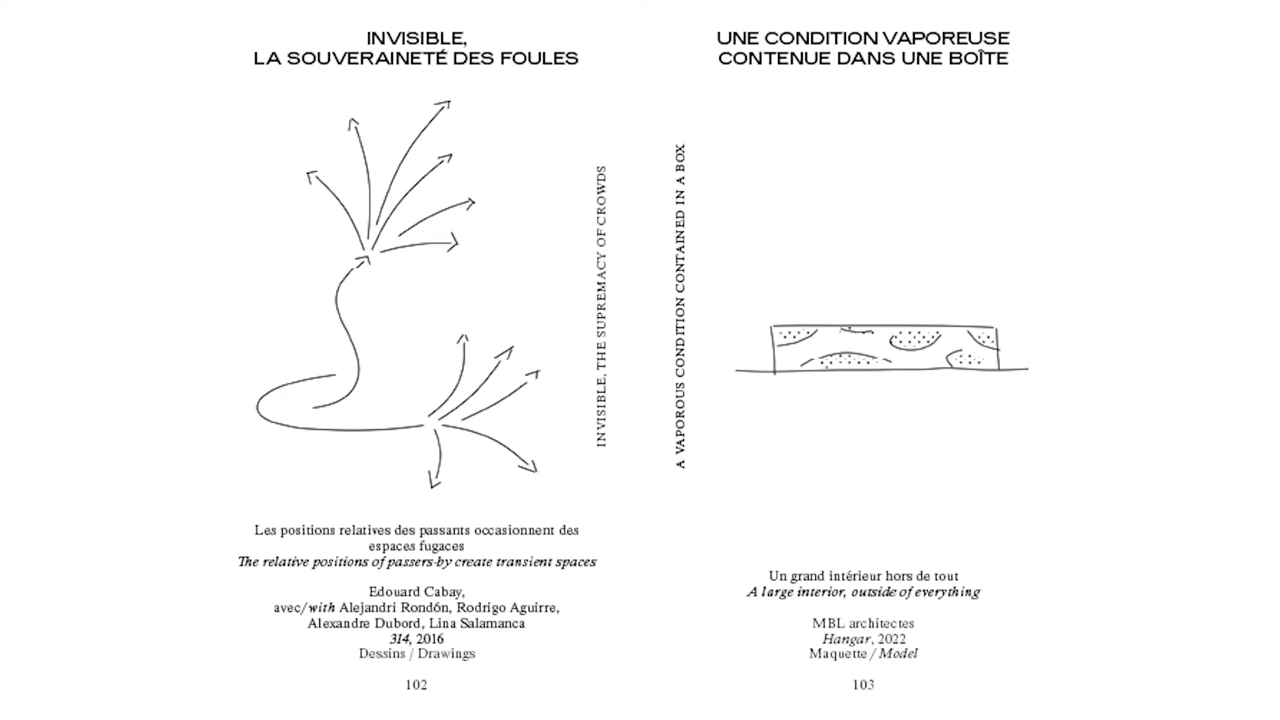 INVISIBLE,
LA SOUVERAINETÉ DES FOULES
INVISIBLE, THE SUPREMACY OF CROWDS
Les positions relatives des passants occasionnent des
espaces fugaces
The relative positions of passers-by create transient spaces
Edouard Cabay,
avec/with Alejandri Rondón, Rodrigo Aguirre,
Alexandre Dubord, Lina Salamanca
314, 2016
Dessins / Drawings
102
UNE CONDITION VAPOREUSE
CONTENUE DANS UNE BOÎTE
A VAPOROUS CONDITION CONTAINED IN A BOX
Un grand intérieur hors de tout
A large interior, outside of everything
MBL architectes
Hangar, 2022
Maquette / Model
103